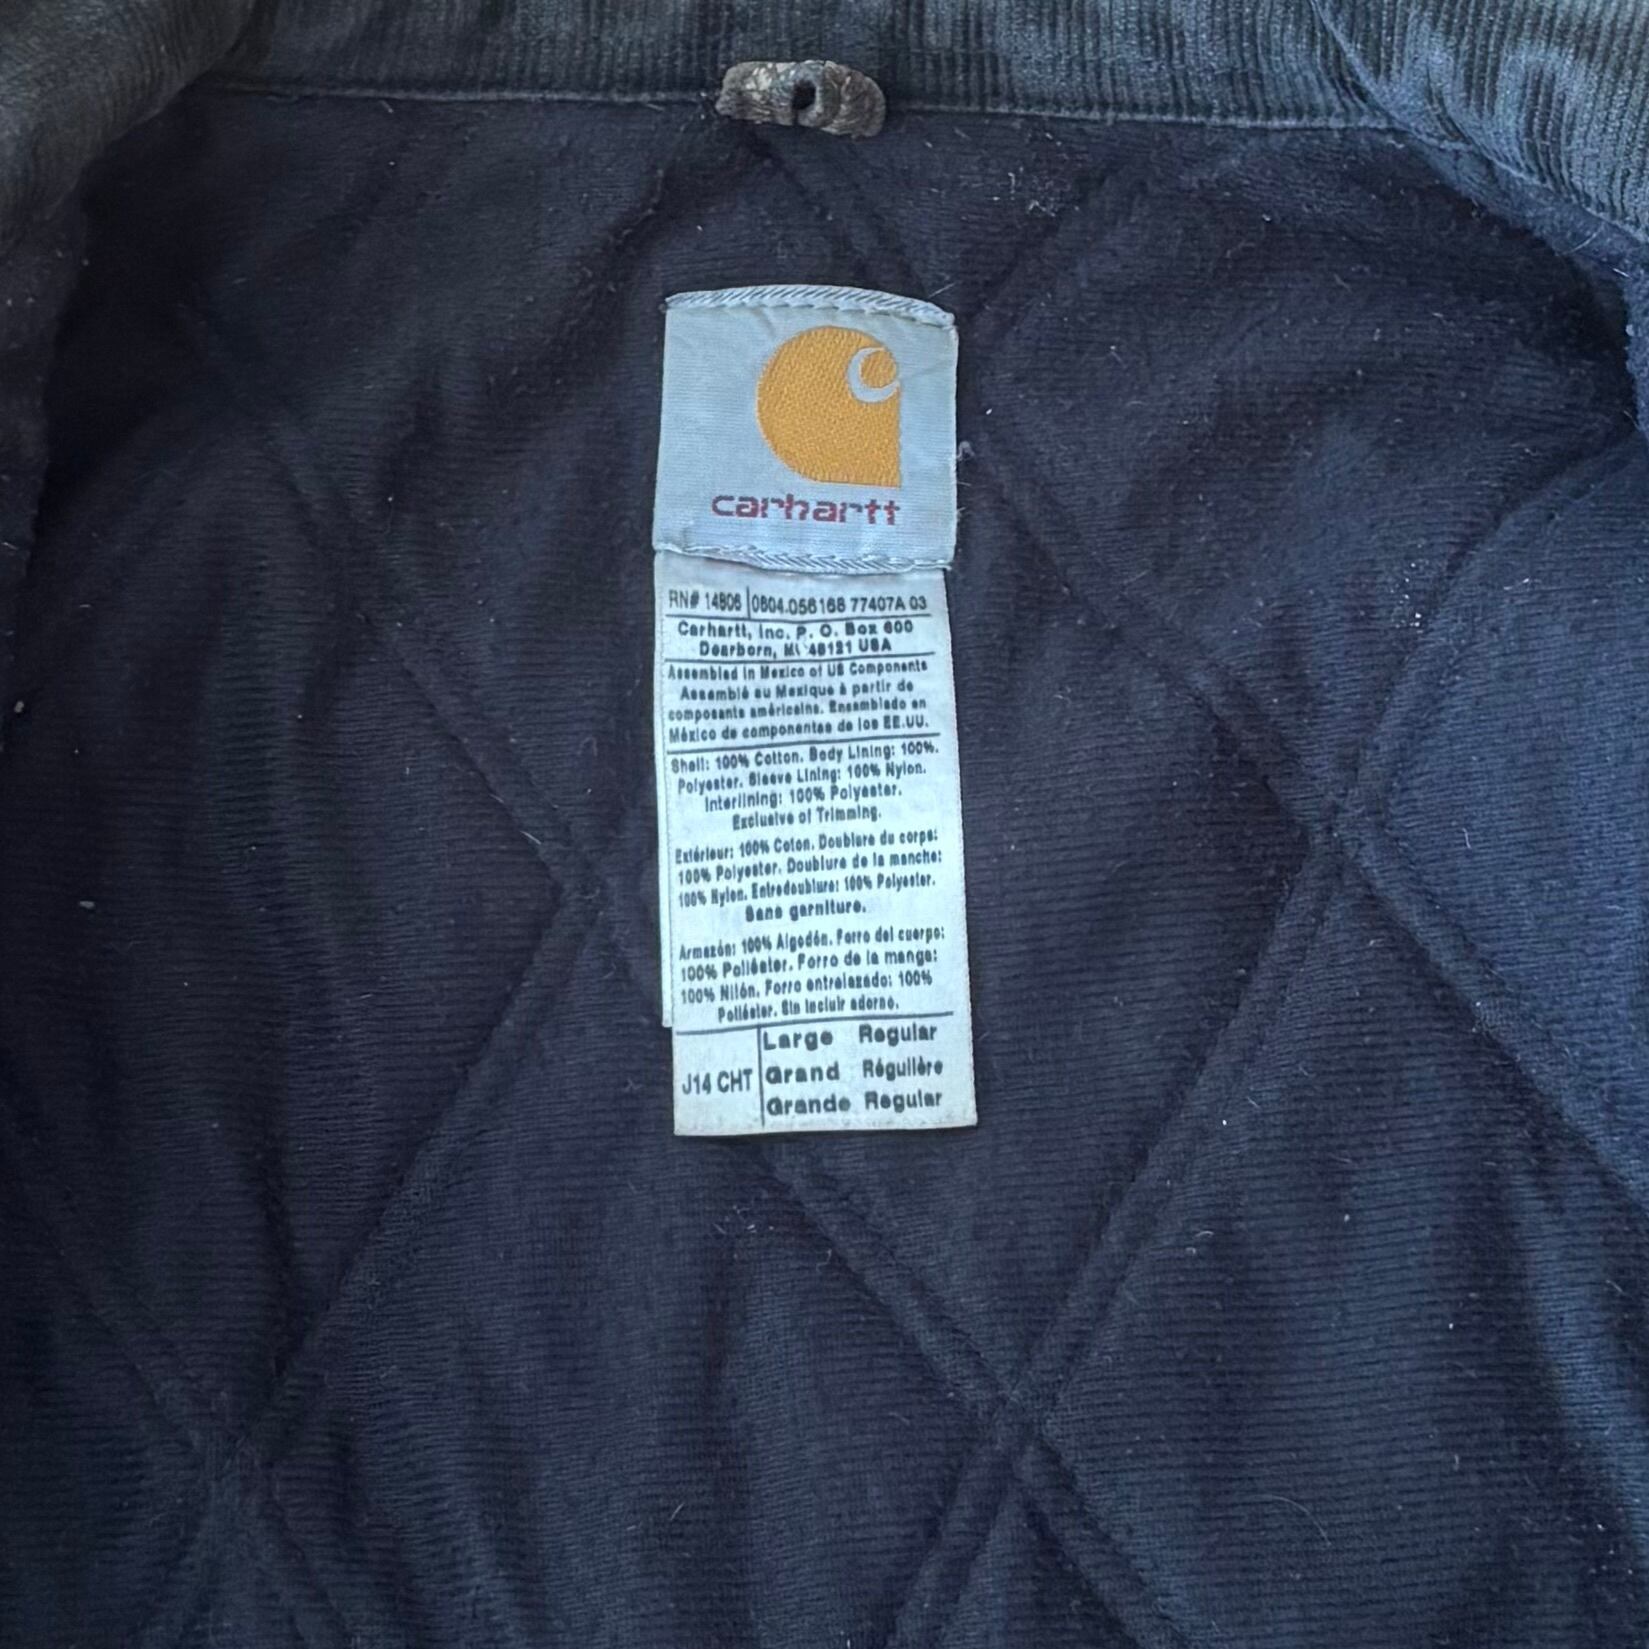 carhartt
RN# 14806 0804.056168 77407A 03
Carhartt, Inc. P. O. Box 600
Dearborn, MI 48121 USA
Assembled in Mexico of US Components
Assemblé au Mexique à partir de
composants américains. Ensamblado en
México de componentes de los EE.UU.
Shell: 100% Cotton. Body Lining: 100%.
Polyester. Sleeve Lining: 100% Nylon.
Interlining: 100% Polyester.
Exclusive of Trimming.
Extérieur: 100% Coton. Doublure du corps:
100% Polyester. Doublure de la manche:
100% Nylon. Entredoublure: 100% Polyester.
Sans garniture.
Armazón: 100% Algodón. Forro del cuerpo:
100% Poliéster. Forro de la manga:
100% Nilón. Forro entrelazado: 100%
Poliéster. Sin incluir adorno.
J14 CHT
Large Regular
Grand Régulière
Grande Regular